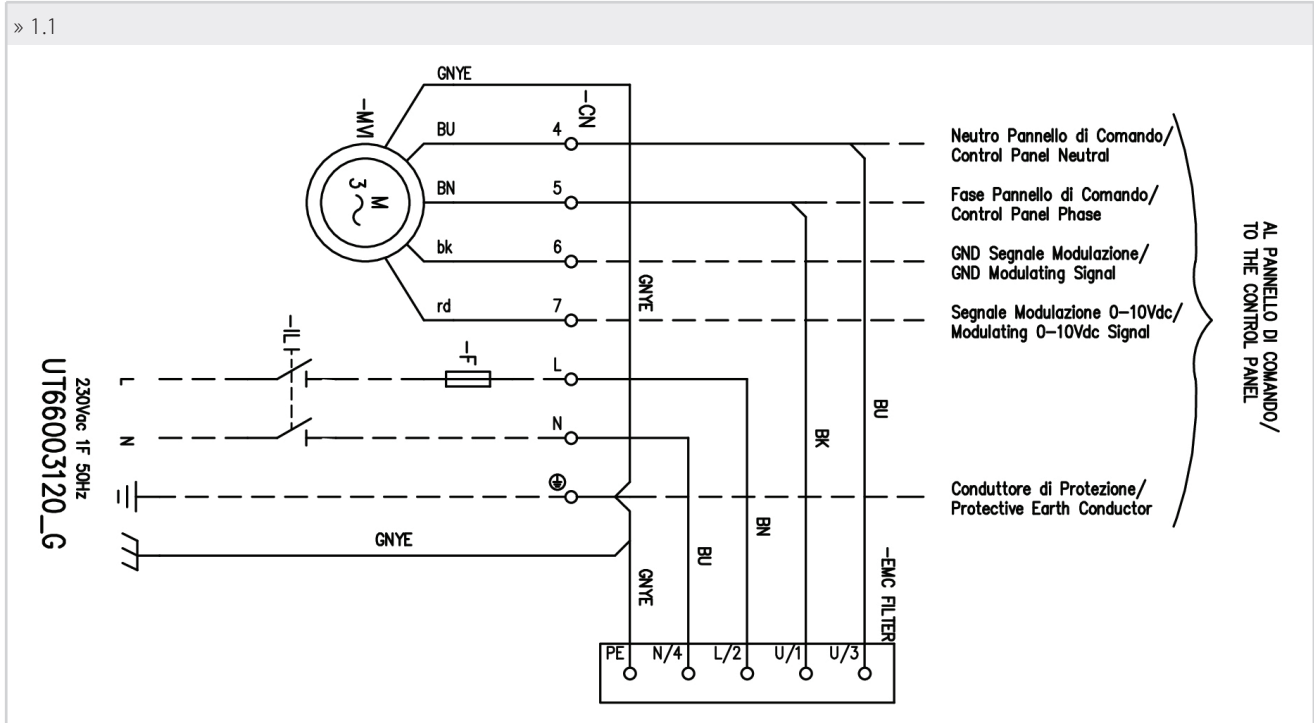 » 1.1
GNYE
-MVI
M
3
BU
BN
bk
rd
-CN
4
5
6
7
L
N
GNYE
-IL
-F
L
N
230Vac 1F 50Hz
UT66003120_G
GNYE
GNYE
BU
BN
BK
BU
-EMC FILTER
PE
N/4
L/2
U/1
U/3
Neutro Pannello di Comando/
Control Panel Neutral
Fase Pannello di Comando/
Control Panel Phase
GND Segnale Modulazione/
GND Modulating Signal
Segnale Modulazione 0-10Vdc/
Modulating 0-10Vdc Signal
Conduttore di Protezione/
Protective Earth Conductor
AL PANNELLO DI COMANDO/
TO THE CONTROL PANEL